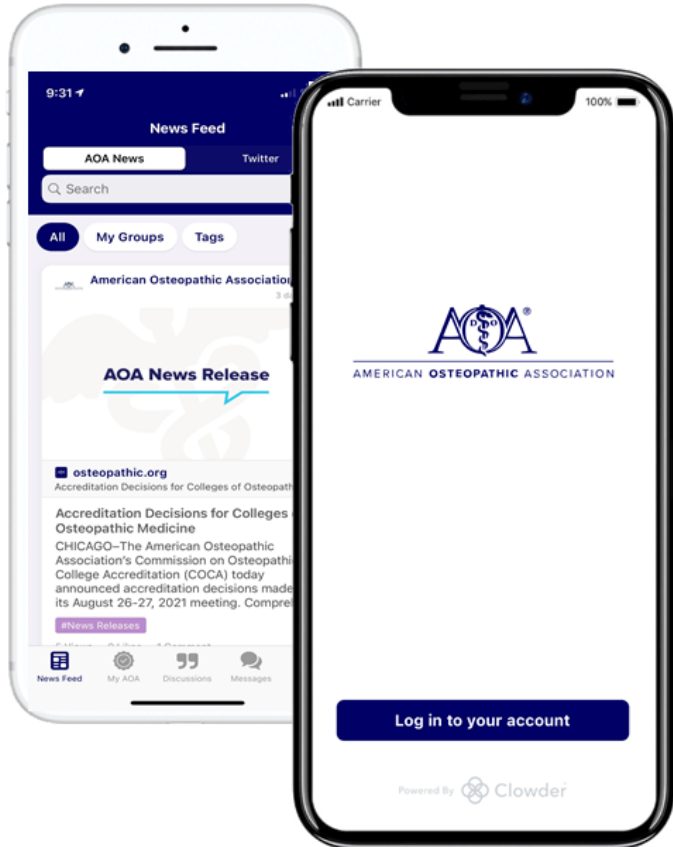 9:31
News Feed
AOA News
Twitter
Search
All
My Groups
Tags
American Osteopathic Association
AOA News Release
osteopathic.org
Accreditation Decisions for Colleges of Osteopath
Accreditation Decisions for Colleges
Osteopathic Medicine
CHICAGO–The American Osteopathic
Association's Commission on Osteopathi
College Accreditation (COCA) today
announced accreditation decisions made
its August 26-27, 2021 meeting. Compre
#News Releases
1 Comment
News Feed
My AOA
Discussions
Messages
Carrier
100%
AOA®
DO
AMERICAN OSTEOPATHIC ASSOCIATION
Log in to your account
Powered By Clowder